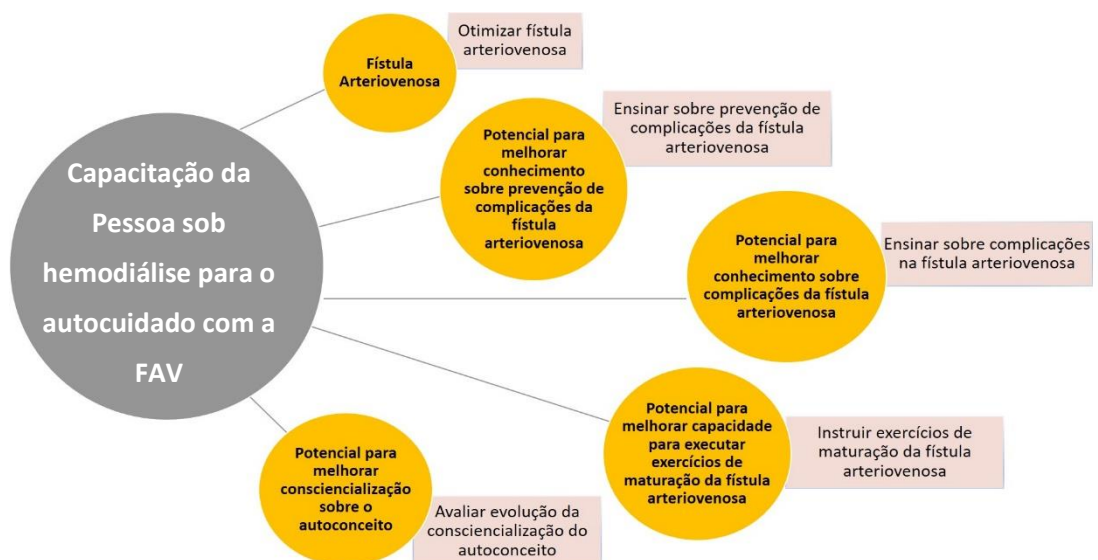 Capacitação da
Pessoa sob
hemodiálise para o
autocuidado com a
FAV
Fístula
Arteriovenosa
Otimizar fístula
arteriovenosa
Potencial para
melhorar
conhecimento
sobre prevenção de
complicações da
fístula
arteriovenosa
Ensinar sobre prevenção de
complicações da fístula
arteriovenosa
Potencial para
melhorar
conhecimento sobre
complicações da fístula
arteriovenosa
Ensinar sobre complicações
na fístula arteriovenosa
Potencial para
melhorar capacidade
para executar
exercícios de
maturação da fístula
arteriovenosa
Instruir exercícios de
maturação da fístula
arteriovenosa
Potencial para
melhorar
consciencialização
sobre o
autoconceito
Avaliar evolução da
consciencialização do
autoconceito